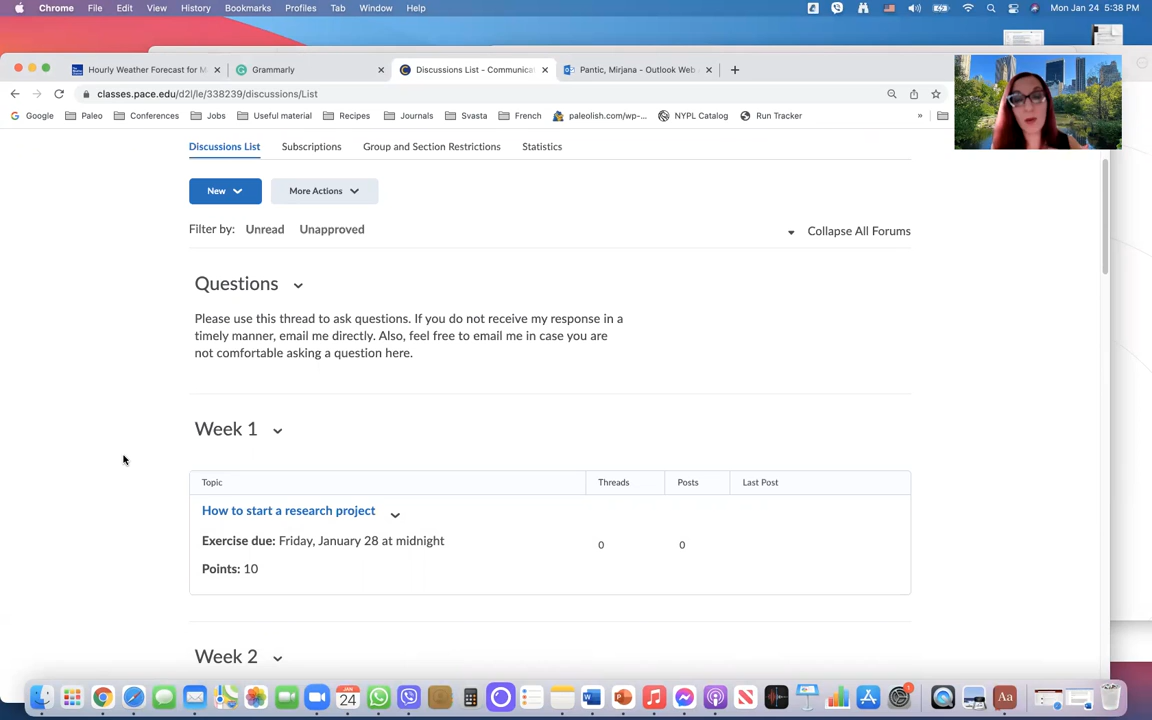 Chrome File Edit View History Bookmarks Profiles Tab Window Help Mon Jan 24 5:38 PM
Hourly Weather Forecast for M
Grammarly
Discussions List - Communica
Pantic, Mirjana - Outlook Web
classes.pace.edu/d2l/le/338239/discussions/List
Google Paleo Conferences Jobs Useful material Recipes Journals Svasta French paleolish.com/wp-... NYPL Catalog Run Tracker »
Discussions List Subscriptions Group and Section Restrictions Statistics
New More Actions
Filter by: Unread Unapproved Collapse All Forums
Questions
Please use this thread to ask questions. If you do not receive my response in a
timely manner, email me directly. Also, feel free to email me in case you are
not comfortable asking a question here.
Week 1
Topic Threads Posts Last Post
How to start a research project
Exercise due: Friday, January 28 at midnight 0 0
Points: 10
Week 2
JAN
24
Aa